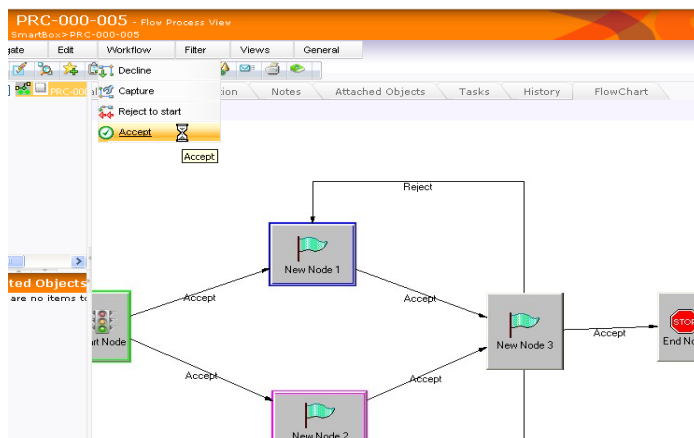 PRC-000-005 - Flow Process View
SmartBox>PRC-000-005
gate Edit Workflow Filter Views General
Decline
PRC-00 Capture ion Notes Attached Objects Tasks History FlowChart
Reject to start
Accept
Accept
Reject
New Node 1
ted Objects
are no items to
Accept Accept
art Node
New Node 3
Accept
STOP
End No
Accept Accept
New Node 2